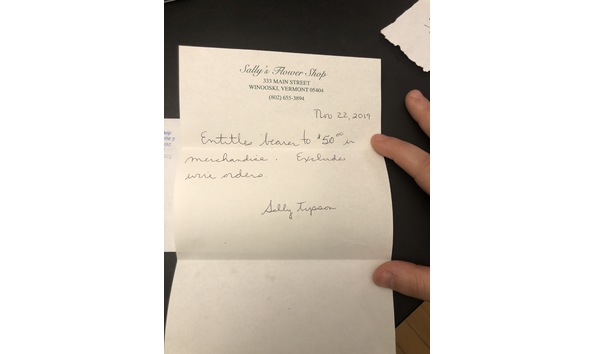 Sally's Flower Shop
333 MAIN STREET
WINOOSKI, VERMONT 05404
(802) 655-3894
Nov 22, 2019
Entitles bearer to $50.00 in
merchandise. Excludes
wire orders.
Sally Tyson